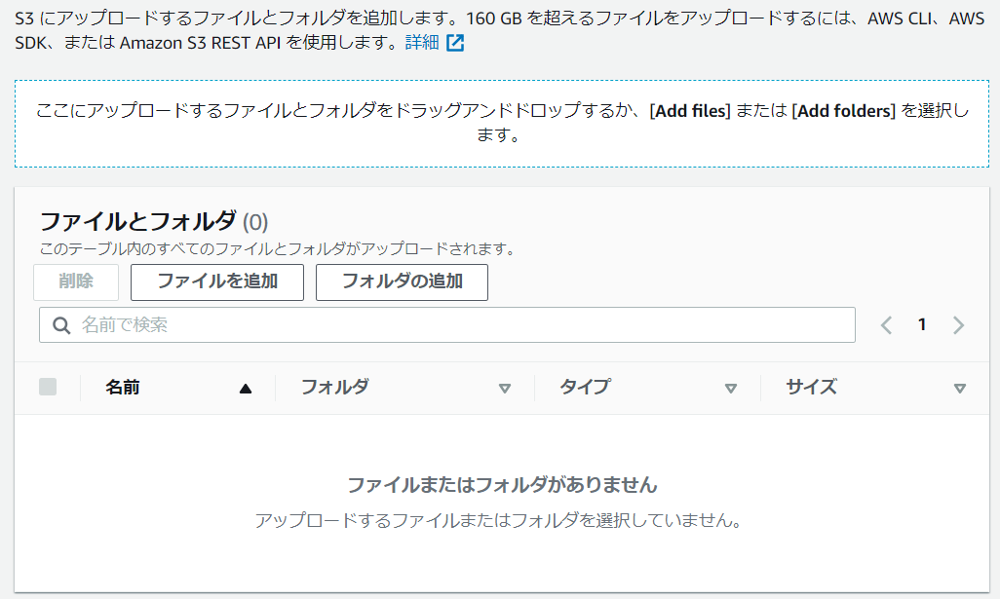 S3 にアップロードするファイルとフォルダを追加します。160 GB を超えるファイルをアップロードするには、AWS CLI、AWS
SDK、または Amazon S3 REST API を使用します。詳細
ここにアップロードするファイルとフォルダをドラッグアンドドロップするか、[Add files] または [Add folders] を選択し
ます。
ファイルとフォルダ (0)
このテーブル内のすべてのファイルとフォルダがアップロードされます。
削除 ファイルを追加 フォルダの追加
名前で検索 1
名前 フォルダ タイプ サイズ
ファイルまたはフォルダがありません
アップロードするファイルまたはフォルダを選択していません。